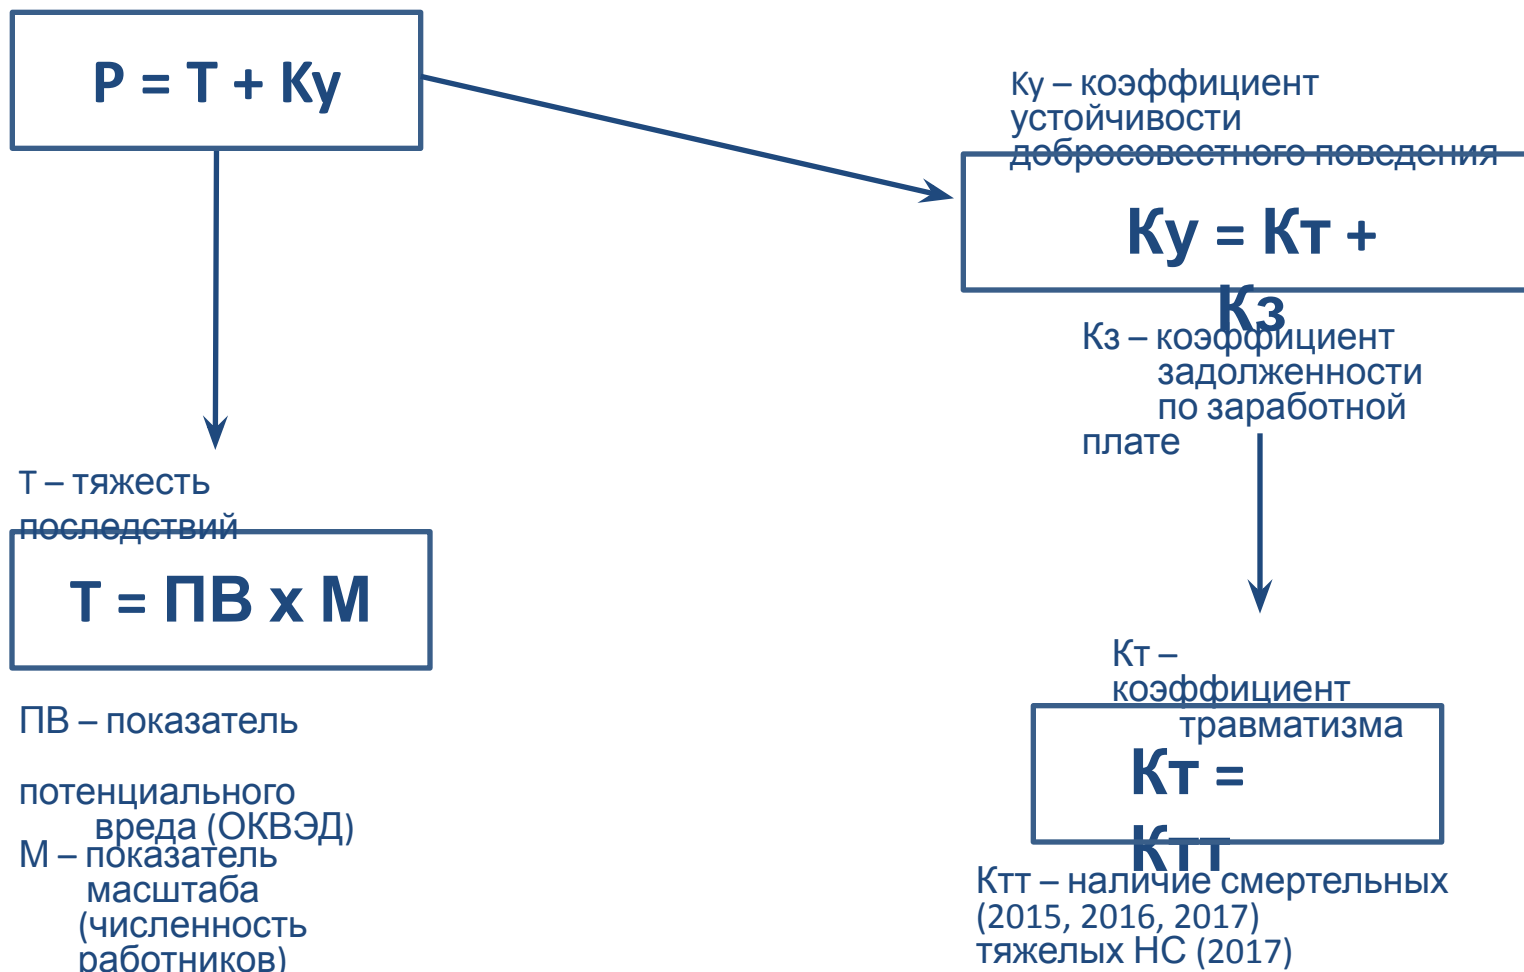 Р = Т + Ку
Ку – коэффициент
устойчивости
добросовестного поведения
Ку = Кт +
Кз
Кз – коэффициент
задолженности
по заработной
плате
Т – тяжесть
последствий
Т = ПВ х М
ПВ – показатель
потенциального
вреда (ОКВЭД)
М – показатель
масштаба
(численность
работников)
Кт –
коэффициент
травматизма
Кт =
Ктт
Ктт – наличие смертельных
(2015, 2016, 2017)
тяжелых НС (2017)